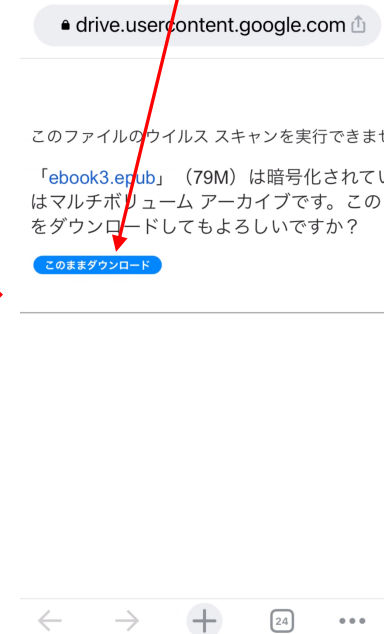 drive.usercontent.google.com
このファイルのウイルス スキャンを実行できませ
「ebook3.epub」 （79M）は暗号化されてい
はマルチボリューム アーカイブです。この
をダウンロードしてもよろしいですか？
このままダウンロード
24